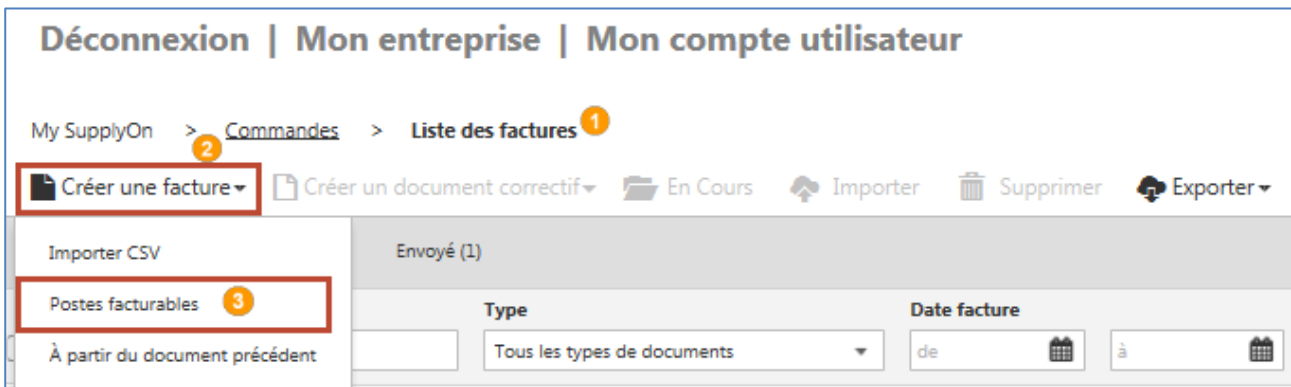 Déconnexion | Mon entreprise | Mon compte utilisateur
My SupplyOn > Commandes > Liste des factures 1
2
Créer une facture Créer un document correctif En Cours Importer Supprimer Exporter
Importer CSV Envoyé (1)
Postes facturables 3
Type Date facture
À partir du document précédent Tous les types de documents de à